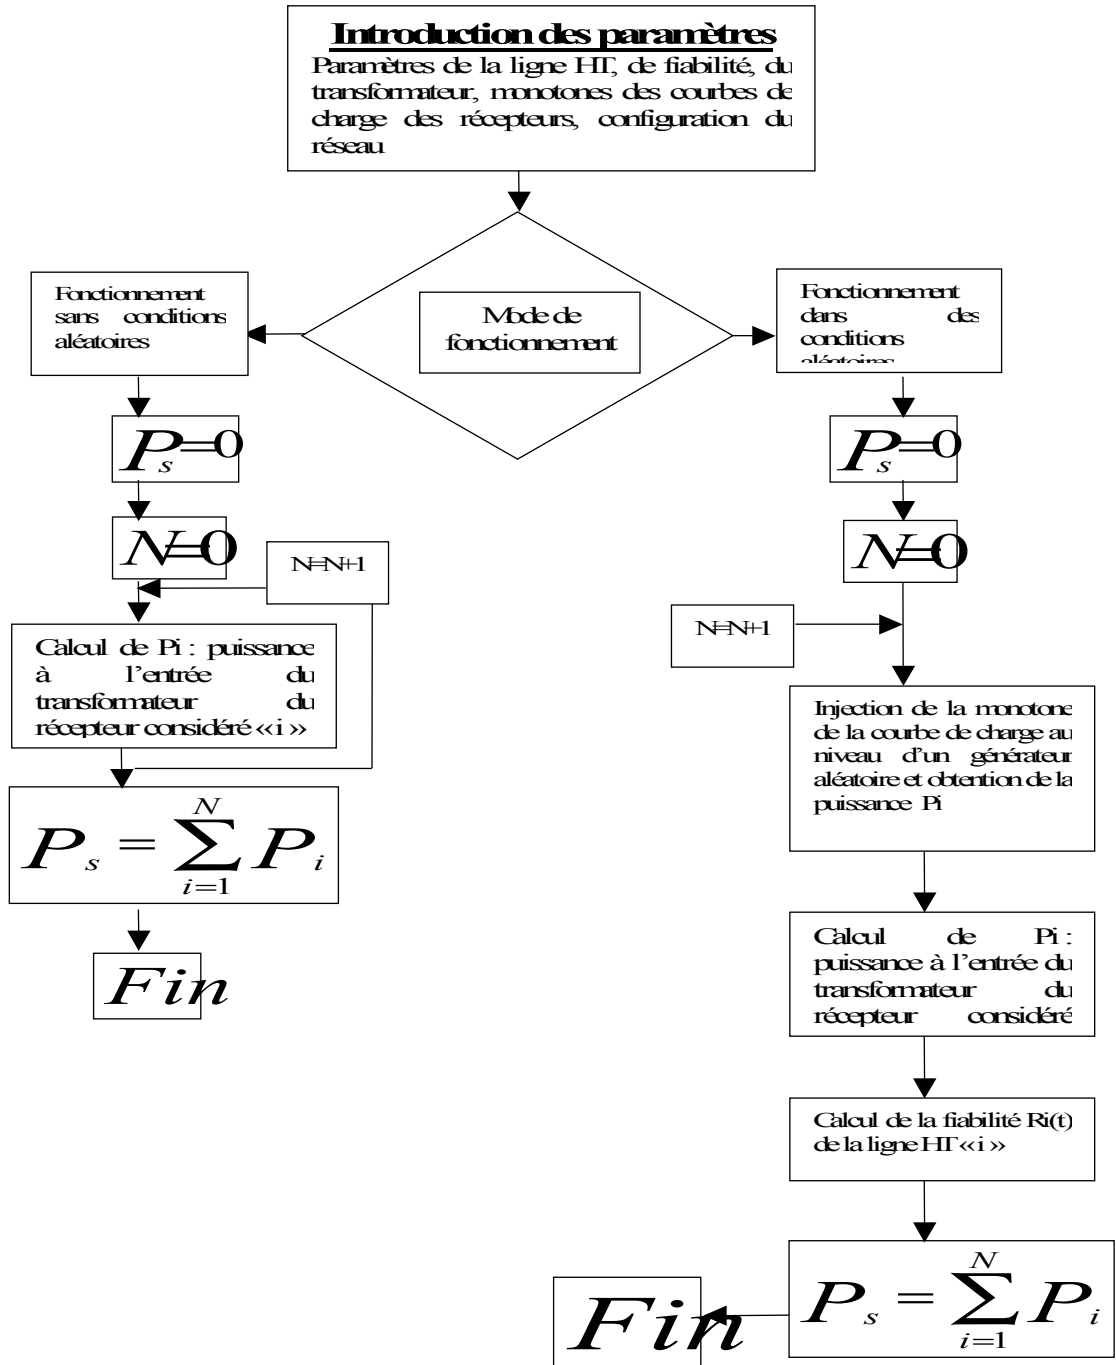 Introduction des paramètres
Paramètres de la ligne HT, de fiabilité, du
transformateur, monotones des courbes de
charge des récepteurs, configuration du
réseau
Mode de
fonctionnement
Fonctionnement
sans conditions
aléatoires
P_s=0
N=0
N=N+1
Calcul de Pi : puissance
à l'entrée du
transformateur du
récepteur considéré «i»
P_s = \sum_{i=1}^{N} P_i
Fin
Fonctionnement
dans des
conditions
aléatoires
P_s=0
N=0
N=N+1
Injection de la monotone
de la courbe de charge au
niveau d'un générateur
aléatoire et obtention de la
puissance Pi
Calcul de Pi :
puissance à l'entrée du
transformateur du
récepteur considéré
Calcul de la fiabilité Ri(t)
de la ligne HT «i»
P_s = \sum_{i=1}^{N} P_i
Fin